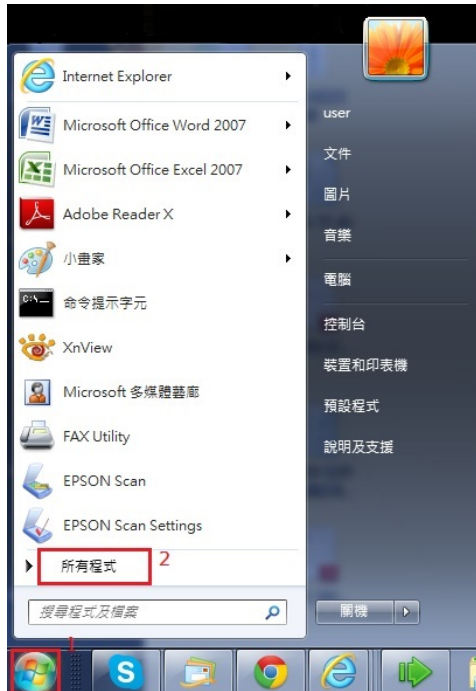 Internet Explorer
Microsoft Office Word 2007
Microsoft Office Excel 2007
Adobe Reader X
小畫家
C:\_
命令提示字元
XnView
Microsoft 多媒體藝廊
FAX Utility
EPSON Scan
EPSON Scan Settings
所有程式
2
搜尋程式及檔案
1
user
文件
圖片
音樂
電腦
控制台
裝置和印表機
預設程式
說明及支援
關機